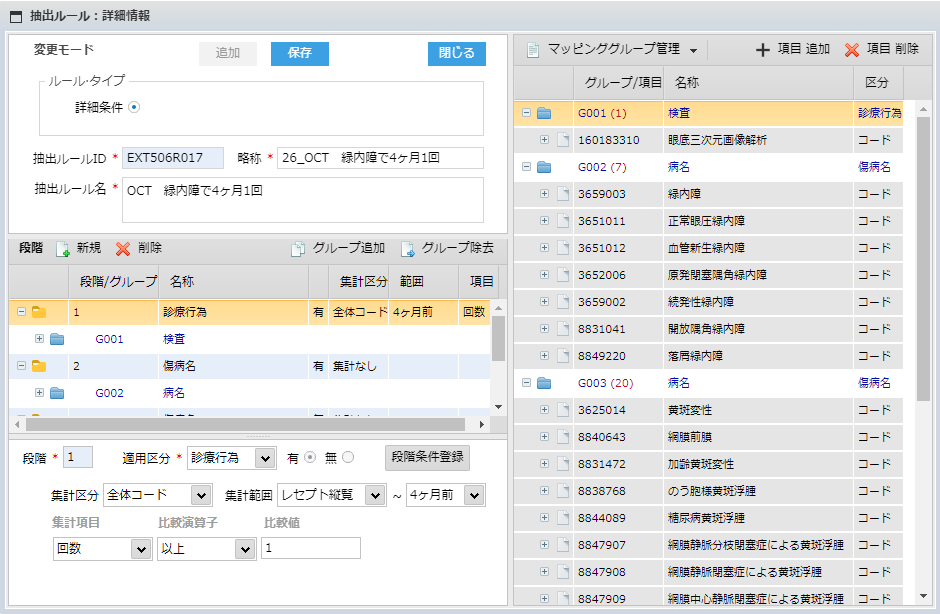 抽出ルール：詳細情報
変更モード
追加
保存
閉じる
ルール・タイプ
詳細条件
抽出ルールID * EXT506R017 略称 * 26_OCT　緑内障で4ヶ月1回
抽出ルール名 * OCT　緑内障で4ヶ月1回
段階 新規 削除 グループ追加 グループ除去
段階/グループ 名称 集計区分 範囲 項目
1 診療行為 有 全体コード 4ヶ月前 回数
G001 検査
2 傷病名 有 集計なし
G002 病名
段階 * 1 適用区分 * 診療行為 有 無 段階条件登録
集計区分 全体コード 集計範囲 レセプト縦覧 ~ 4ヶ月前
集計項目 比較演算子 比較値
回数 以上 1
マッピンググループ管理 項目 追加 項目 削除
グループ/項目 名称 区分
G001 (1) 検査 診療行為
160183310 眼底三次元画像解析 コード
G002 (7) 病名 傷病名
3659003 緑内障 コード
3651011 正常眼圧緑内障 コード
3651012 血管新生緑内障 コード
3652006 原発閉塞隅角緑内障 コード
3659002 続発性緑内障 コード
8831041 開放隅角緑内障 コード
8849220 落屑緑内障 コード
G003 (20) 病名 傷病名
3625014 黄斑変性 コード
8840643 網膜前膜 コード
8831472 加齢黄斑変性 コード
8838768 のう胞様黄斑浮腫 コード
8844089 糖尿病黄斑浮腫 コード
8847907 網膜静脈分枝閉塞症による黄斑浮腫 コード
8847908 網膜静脈閉塞症による黄斑浮腫 コード
8847909 網膜中心静脈閉塞症による黄斑浮腫 コード